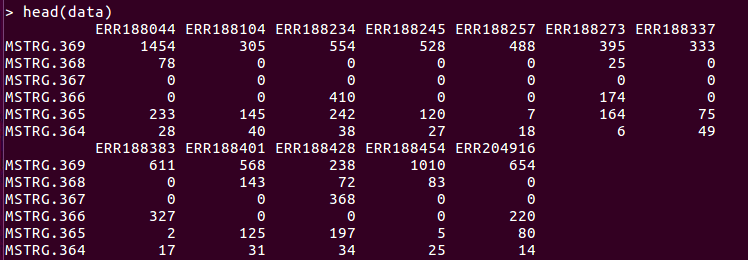 > head(data)
ERR188044 ERR188104 ERR188234 ERR188245 ERR188257 ERR188273 ERR188337
MSTRG.369 1454 305 554 528 488 395 333
MSTRG.368 78 0 0 0 0 25 0
MSTRG.367 0 0 0 0 0 0 0
MSTRG.366 0 0 410 0 0 174 0
MSTRG.365 233 145 242 120 7 164 75
MSTRG.364 28 40 38 27 18 6 49
ERR188383 ERR188401 ERR188428 ERR188454 ERR204916
MSTRG.369 611 568 238 1010 654
MSTRG.368 0 143 72 83 0
MSTRG.367 0 0 368 0 0
MSTRG.366 327 0 0 0 220
MSTRG.365 2 125 197 5 80
MSTRG.364 17 31 34 25 14